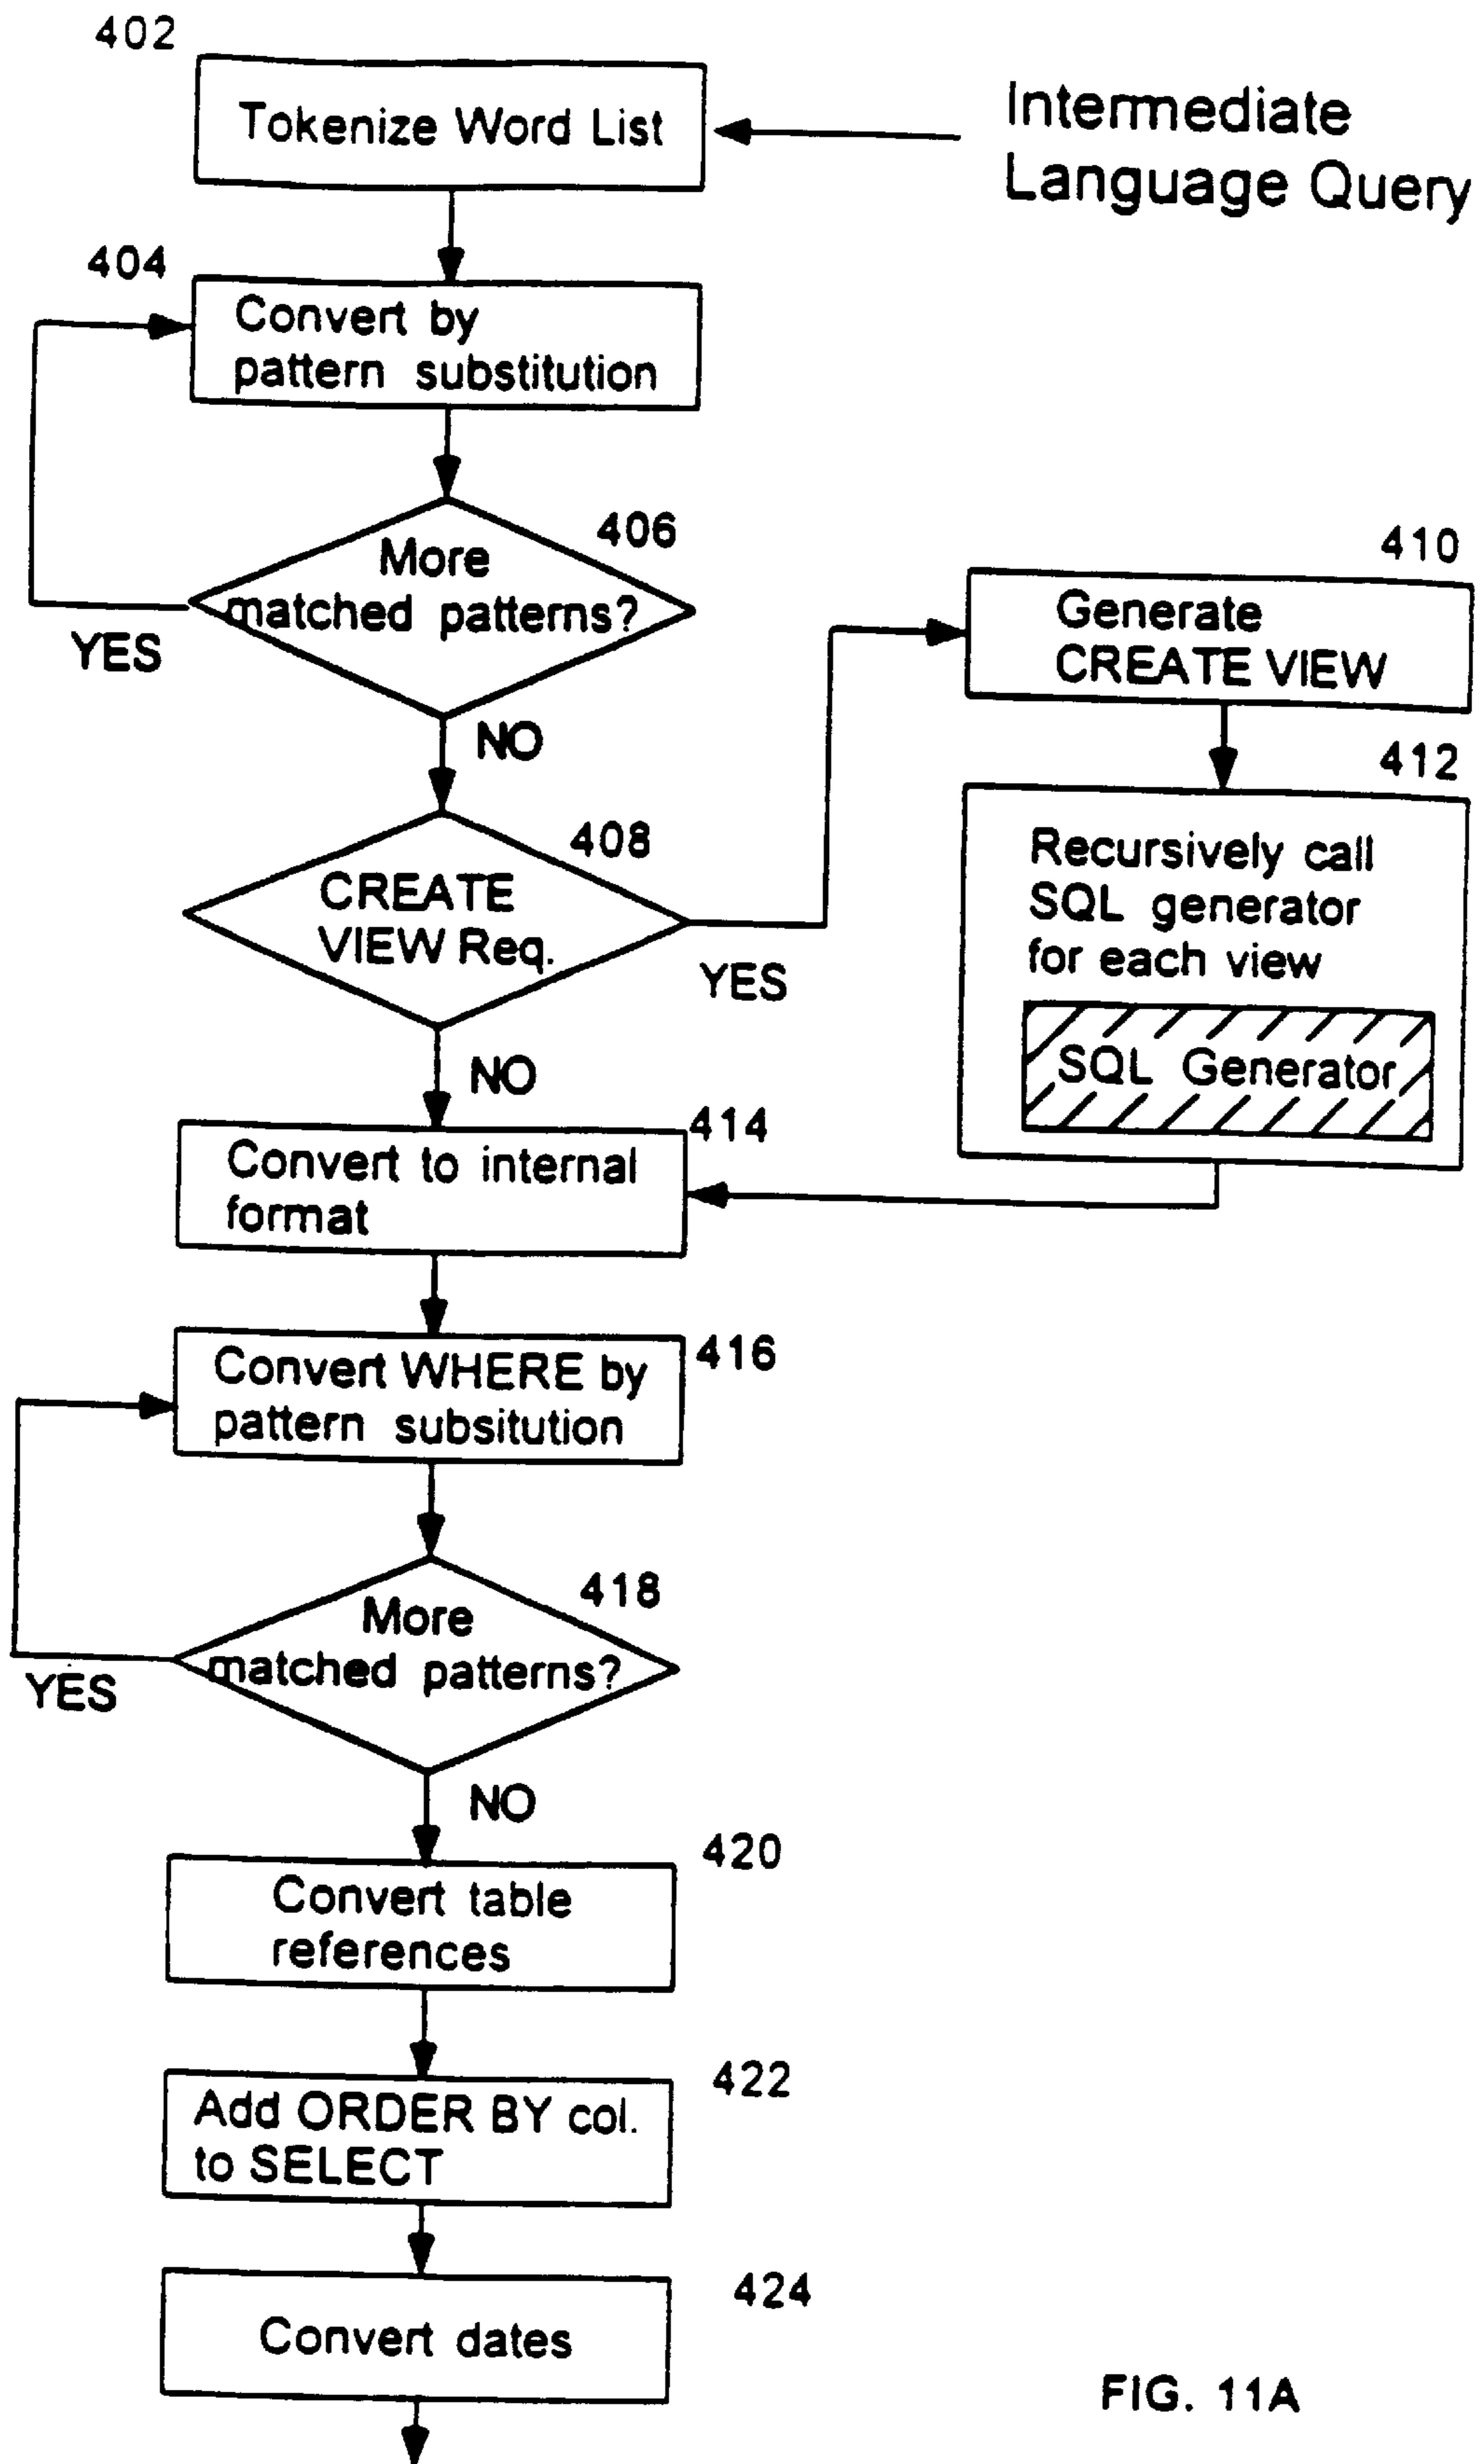 402
Tokenize Word List
Intermediate
Language Query
404
Convert by
pattern substitution
406
More
matched patterns?
YES
NO
408
CREATE
VIEW Req.
YES
NO
410
Generate
CREATE VIEW
412
Recursively call
SQL generator
for each view
SQL Generator
414
Convert to internal
format
416
Convert WHERE by
pattern subsitution
418
More
matched patterns?
YES
NO
420
Convert table
references
422
Add ORDER BY col.
to SELECT
424
Convert dates
FIG. 11A